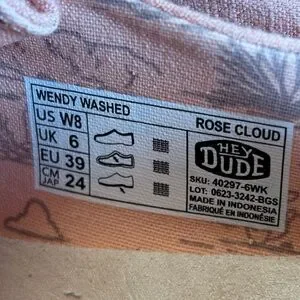 WENDY WASHED
ROSE CLOUD
US W8
UK 6
EU 39
CM JAP 24
HEY DUDE
SKU: 40297-6WK
LOT: 0623-3242-BGS
MADE IN INDONESIA
FABRIQUÉ EN INDONÉSIE